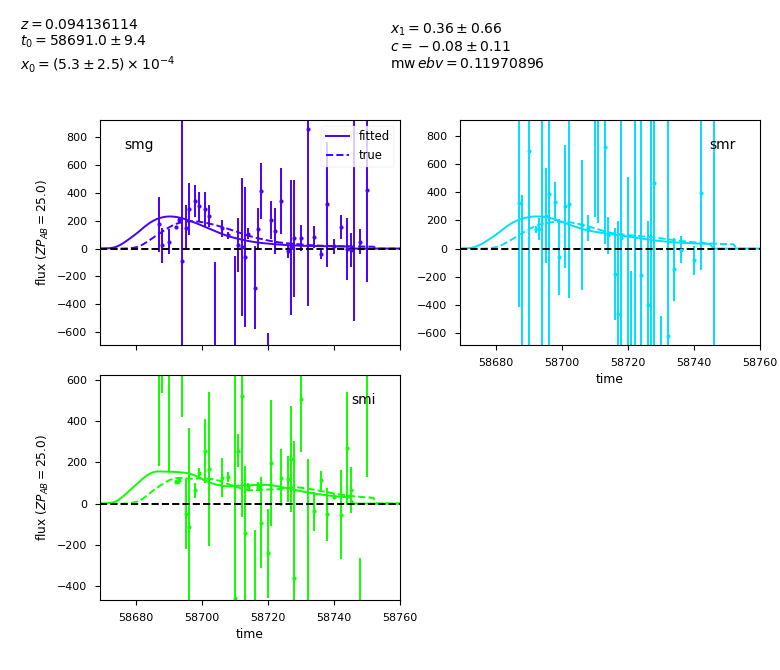 z = 0.094136114
t₀ = 58691.0 ± 9.4
x₀ = (5.3 ± 2.5) × 10⁻⁴
x₁ = 0.36 ± 0.66
c = −0.08 ± 0.11
mw ebv = 0.11970896
smg
fitted
true
800
600
400
200
0
−200
−400
−600
flux (ZP_AB = 25.0)
smr
800
600
400
200
0
−200
−400
−600
58680 58700 58720 58740 58760
time
smi
600
400
200
0
−200
−400
flux (ZP_AB = 25.0)
58680 58700 58720 58740 58760
time